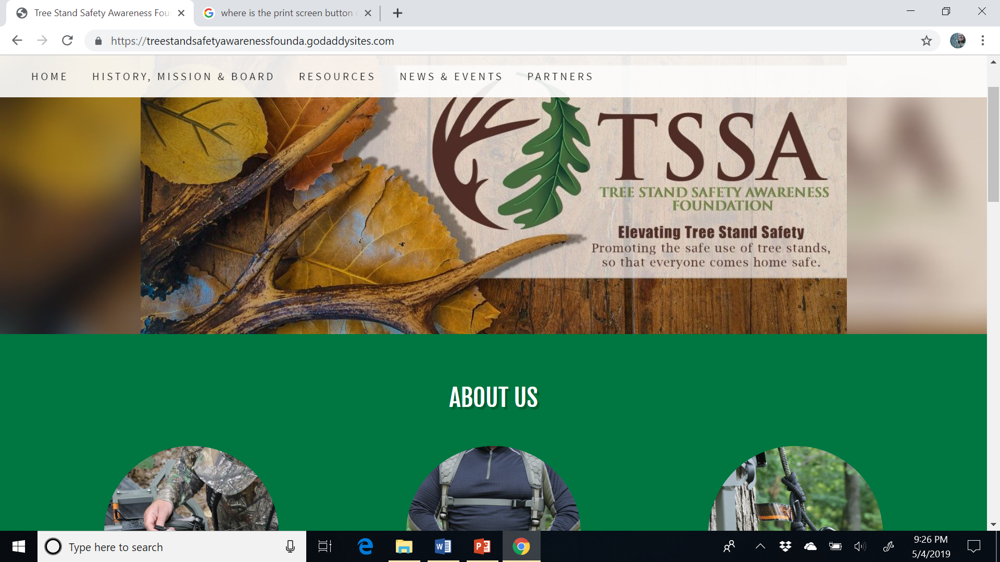 Tree Stand Safety Awareness Fou
where is the print screen button
https://treestandsafetyawarenessfounda.godaddysites.com
HOME HISTORY, MISSION & BOARD RESOURCES NEWS & EVENTS PARTNERS
TSSA
TREE STAND SAFETY AWARENESS
FOUNDATION
Elevating Tree Stand Safety
Promoting the safe use of tree stands,
so that everyone comes home safe.
ABOUT US
Type here to search
9:26 PM
5/4/2019